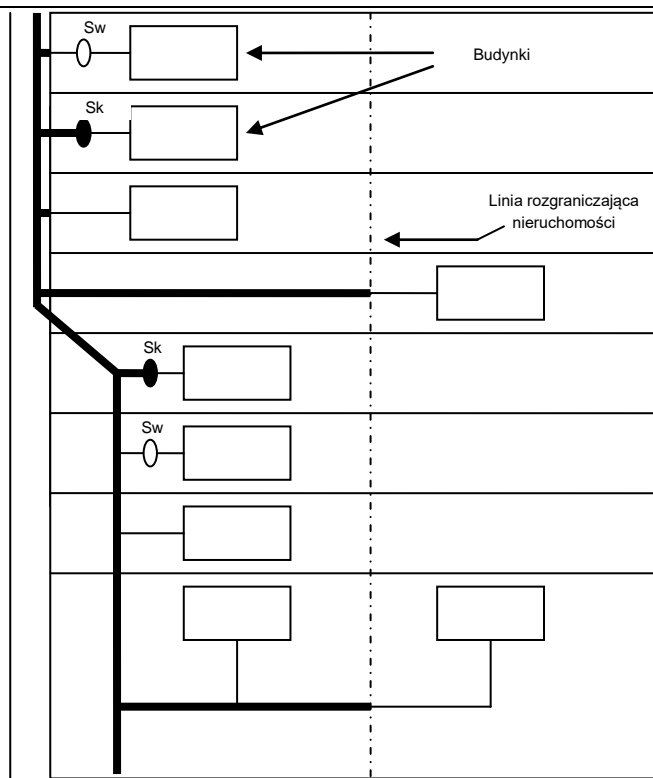 Sw
Budynki
Sk
Linia rozgraniczająca
nieruchomości
Sk
Sw